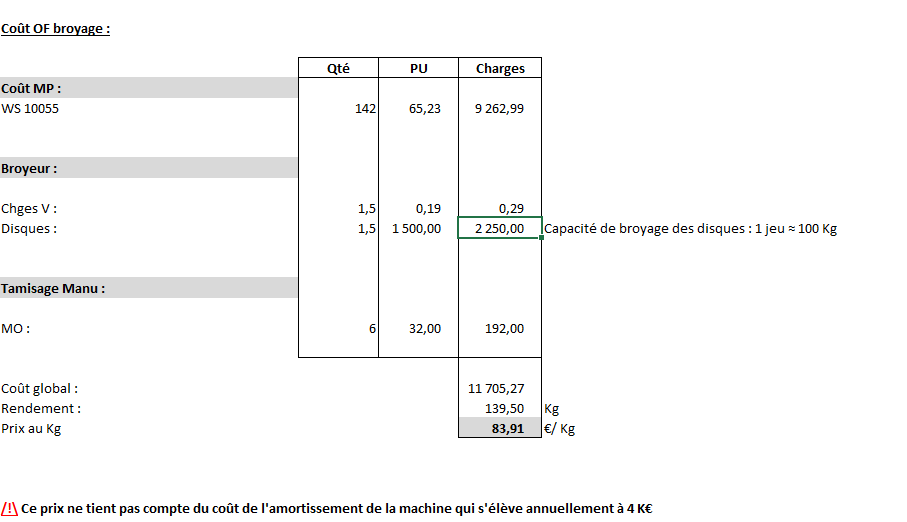 Coût OF broyage :
Qté PU Charges
Coût MP :
WS 10055 142 65,23 9 262,99
Broyeur :
Chges V : 1,5 0,19 0,29
Disques : 1,5 1 500,00 2 250,00 Capacité de broyage des disques : 1 jeu ≈ 100 Kg
Tamisage Manu :
MO : 6 32,00 192,00
Coût global : 11 705,27
Rendement : 139,50 Kg
Prix au Kg 83,91 €/ Kg
/!\ Ce prix ne tient pas compte du coût de l'amortissement de la machine qui s'élève annuellement à 4 K€